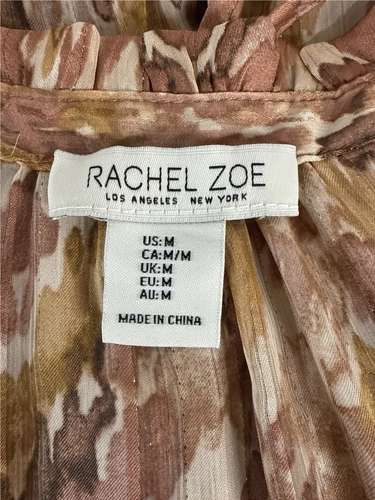 RACHEL ZOE
LOS ANGELES NEW YORK
US: M
CA: M/M
UK: M
EU: M
AU: M
MADE IN CHINA